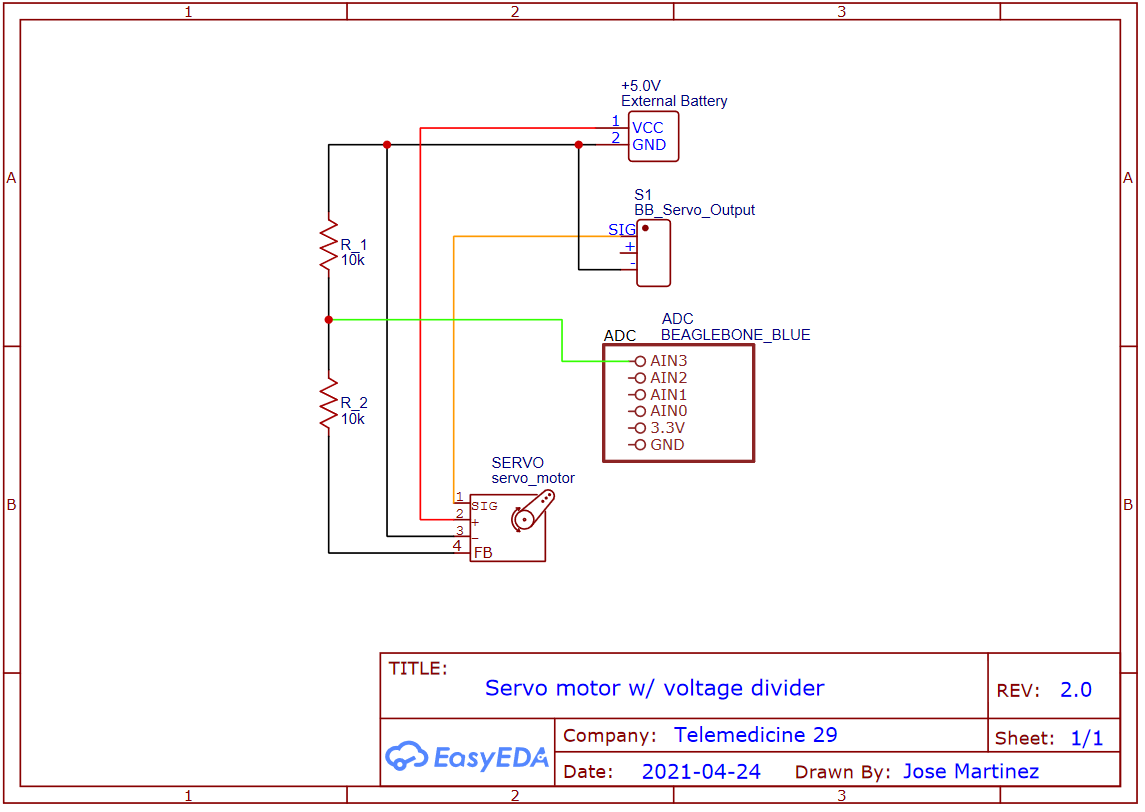 1 2 3
A A
B B
+5.0V
External Battery
1 VCC
2 GND
S1
BB_Servo_Output
SIG
+
-
R_1
10k
ADC
ADC BEAGLEBONE_BLUE
AIN3
AIN2
AIN1
AIN0
3.3V
GND
R_2
10k
SERVO
servo_motor
1 SIG
2 +
3 -
4 FB
TITLE:
Servo motor w/ voltage divider
REV: 2.0
EasyEDA
Company: Telemedicine 29
Sheet: 1/1
Date: 2021-04-24 Drawn By: Jose Martinez
1 2 3